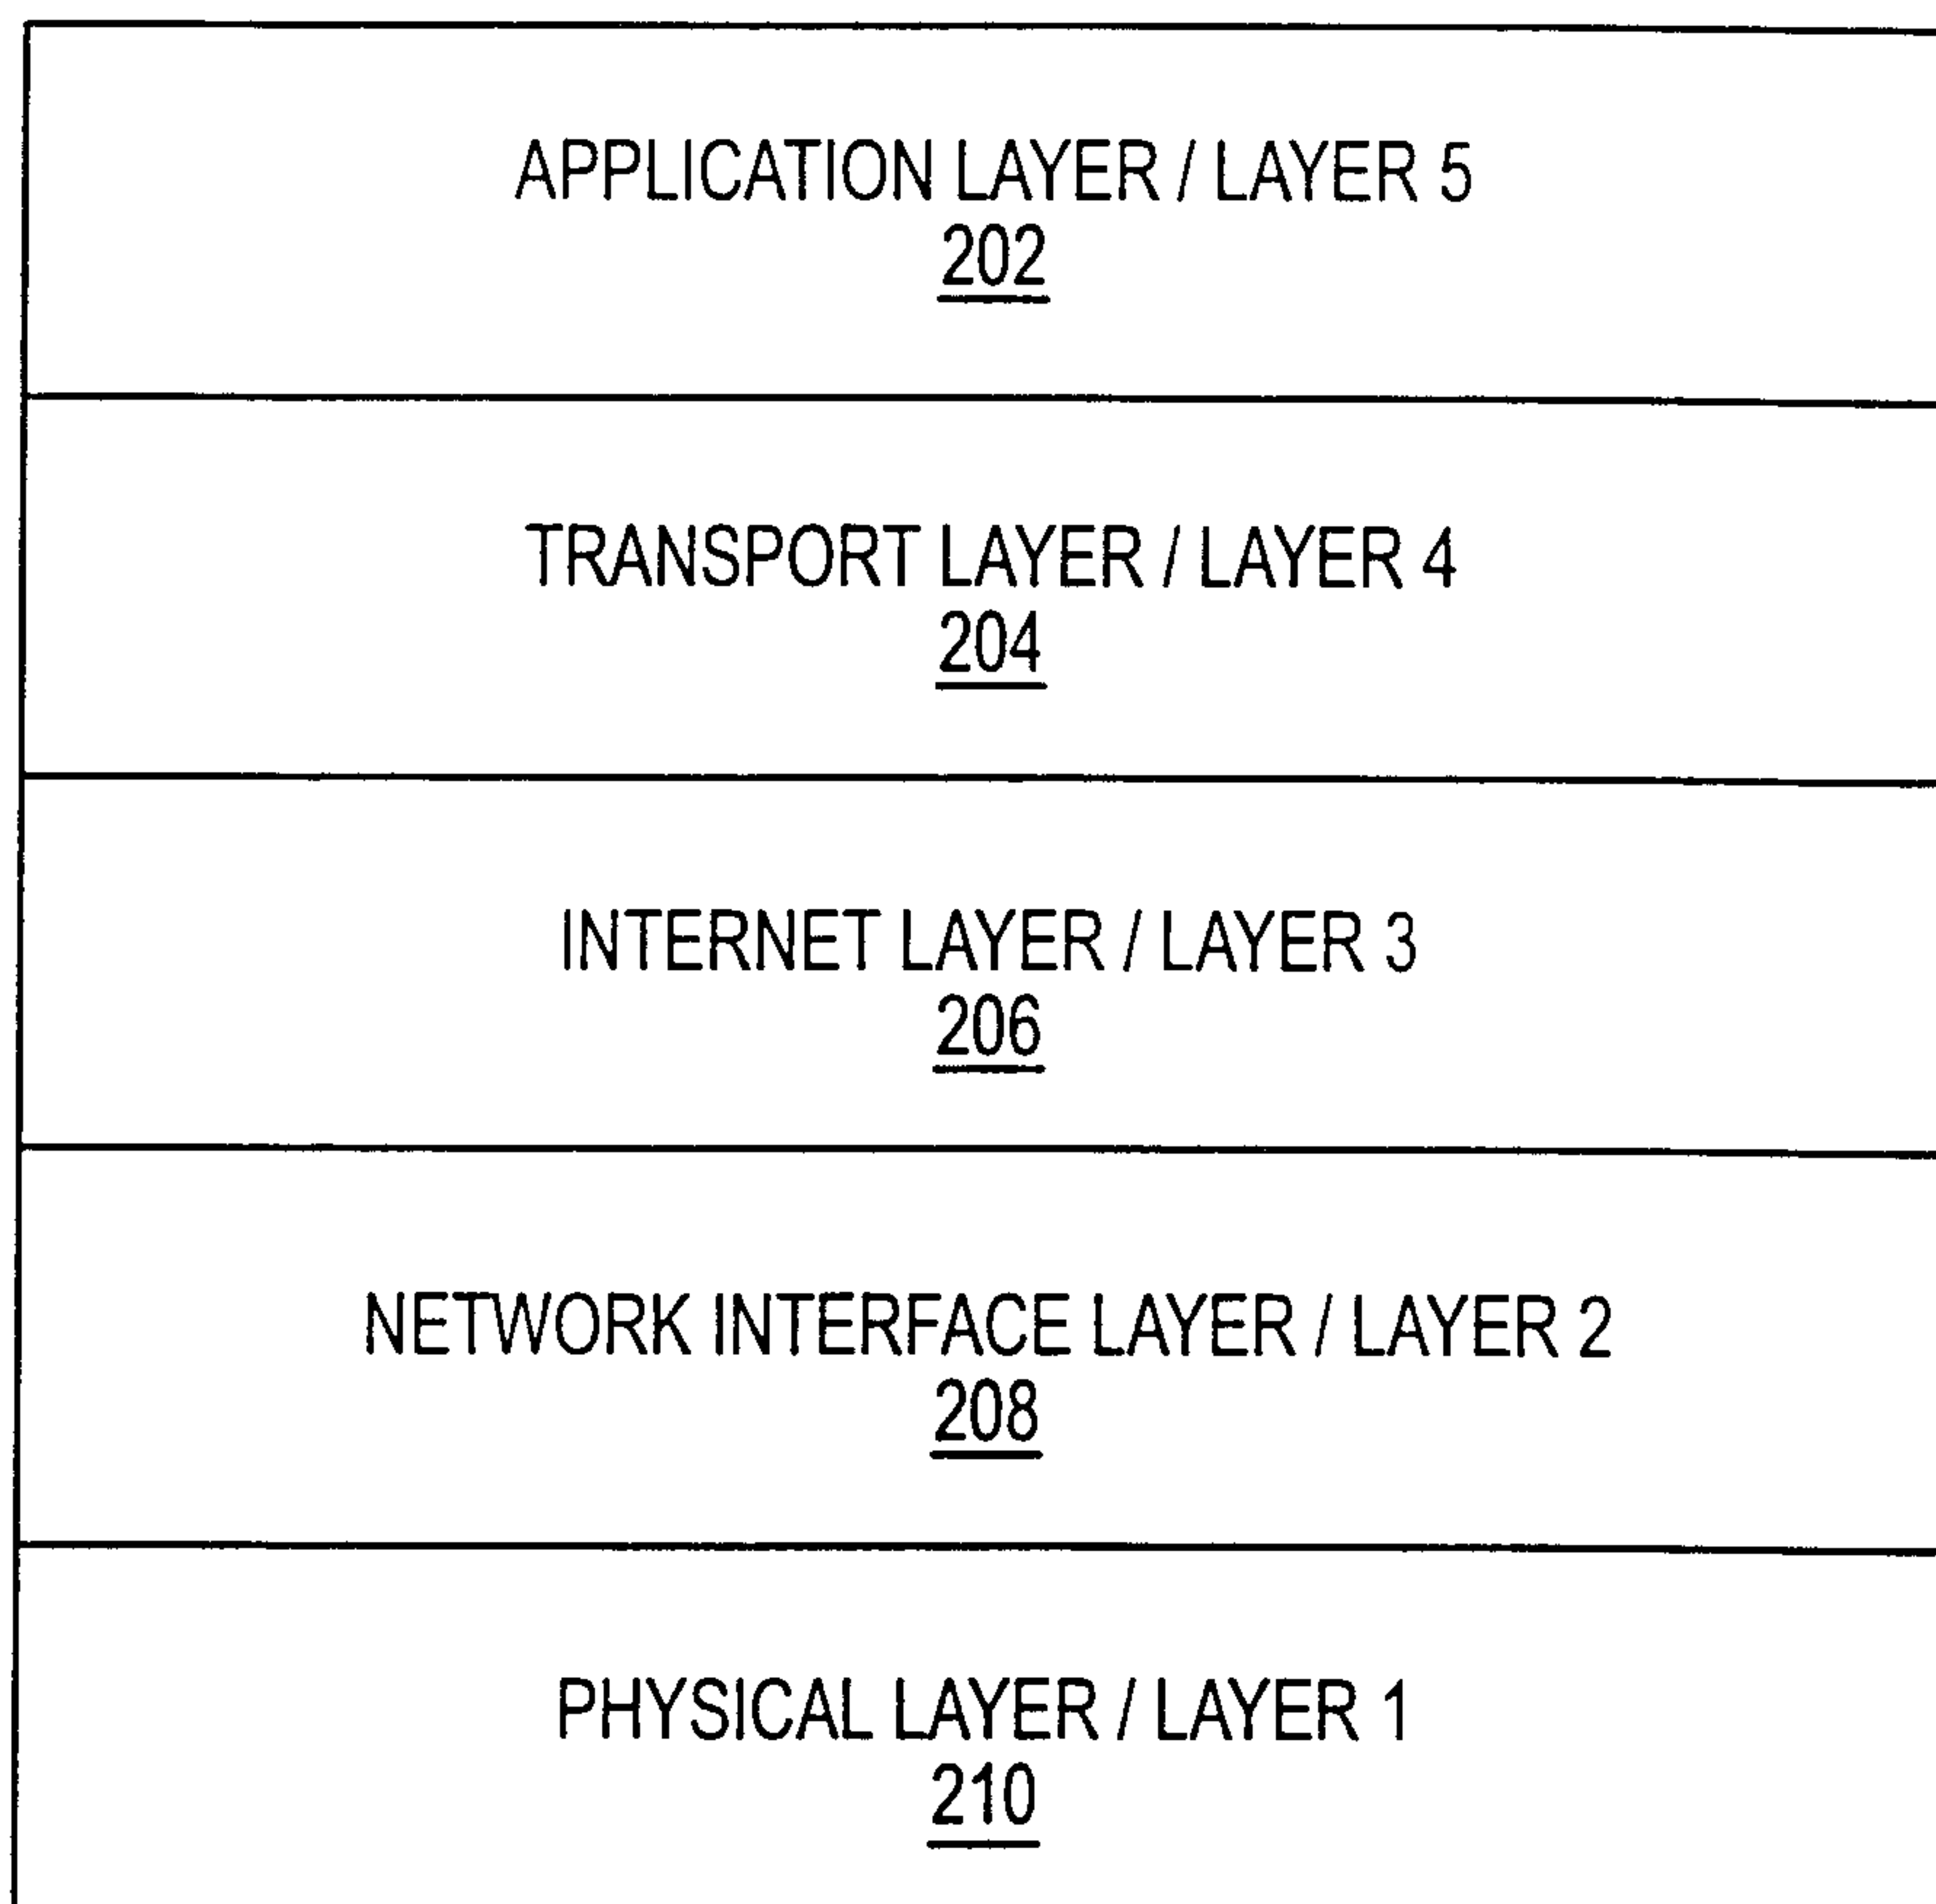 APPLICATION LAYER / LAYER 5
202
TRANSPORT LAYER / LAYER 4
204
INTERNET LAYER / LAYER 3
206
NETWORK INTERFACE LAYER / LAYER 2
208
PHYSICAL LAYER / LAYER 1
210